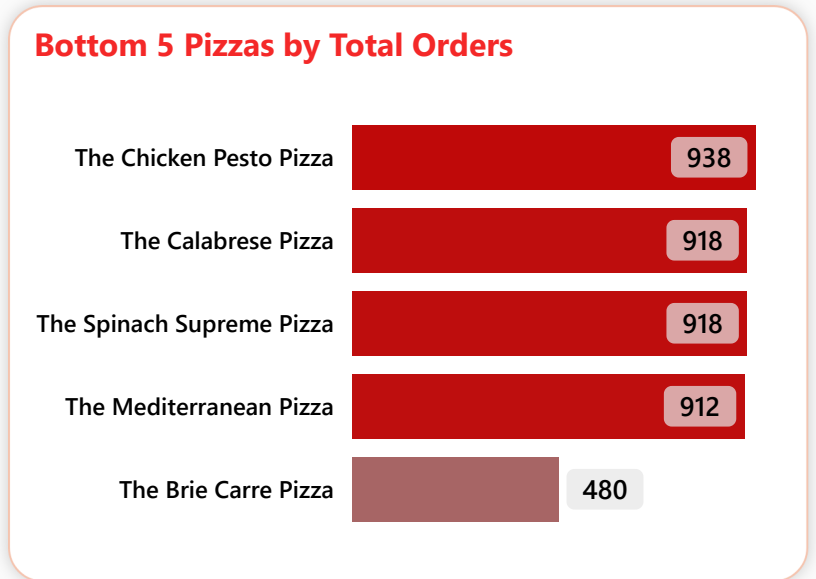 Bottom 5 Pizzas by Total Orders
The Chicken Pesto Pizza 938
The Calabrese Pizza 918
The Spinach Supreme Pizza 918
The Mediterranean Pizza 912
The Brie Carre Pizza 480